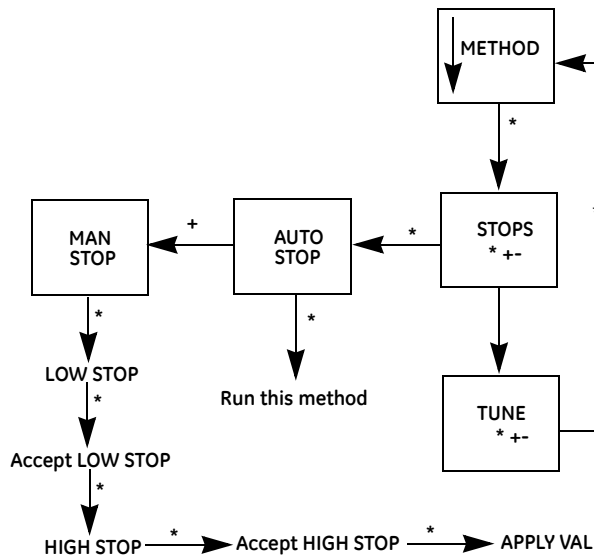 METHOD
*
MAN
STOP
+
AUTO
STOP
*
STOPS
* +-
*
*
LOW STOP
*
Run this method
TUNE
* +-
Accept LOW STOP
*
HIGH STOP
*
Accept HIGH STOP
*
APPLY VAL